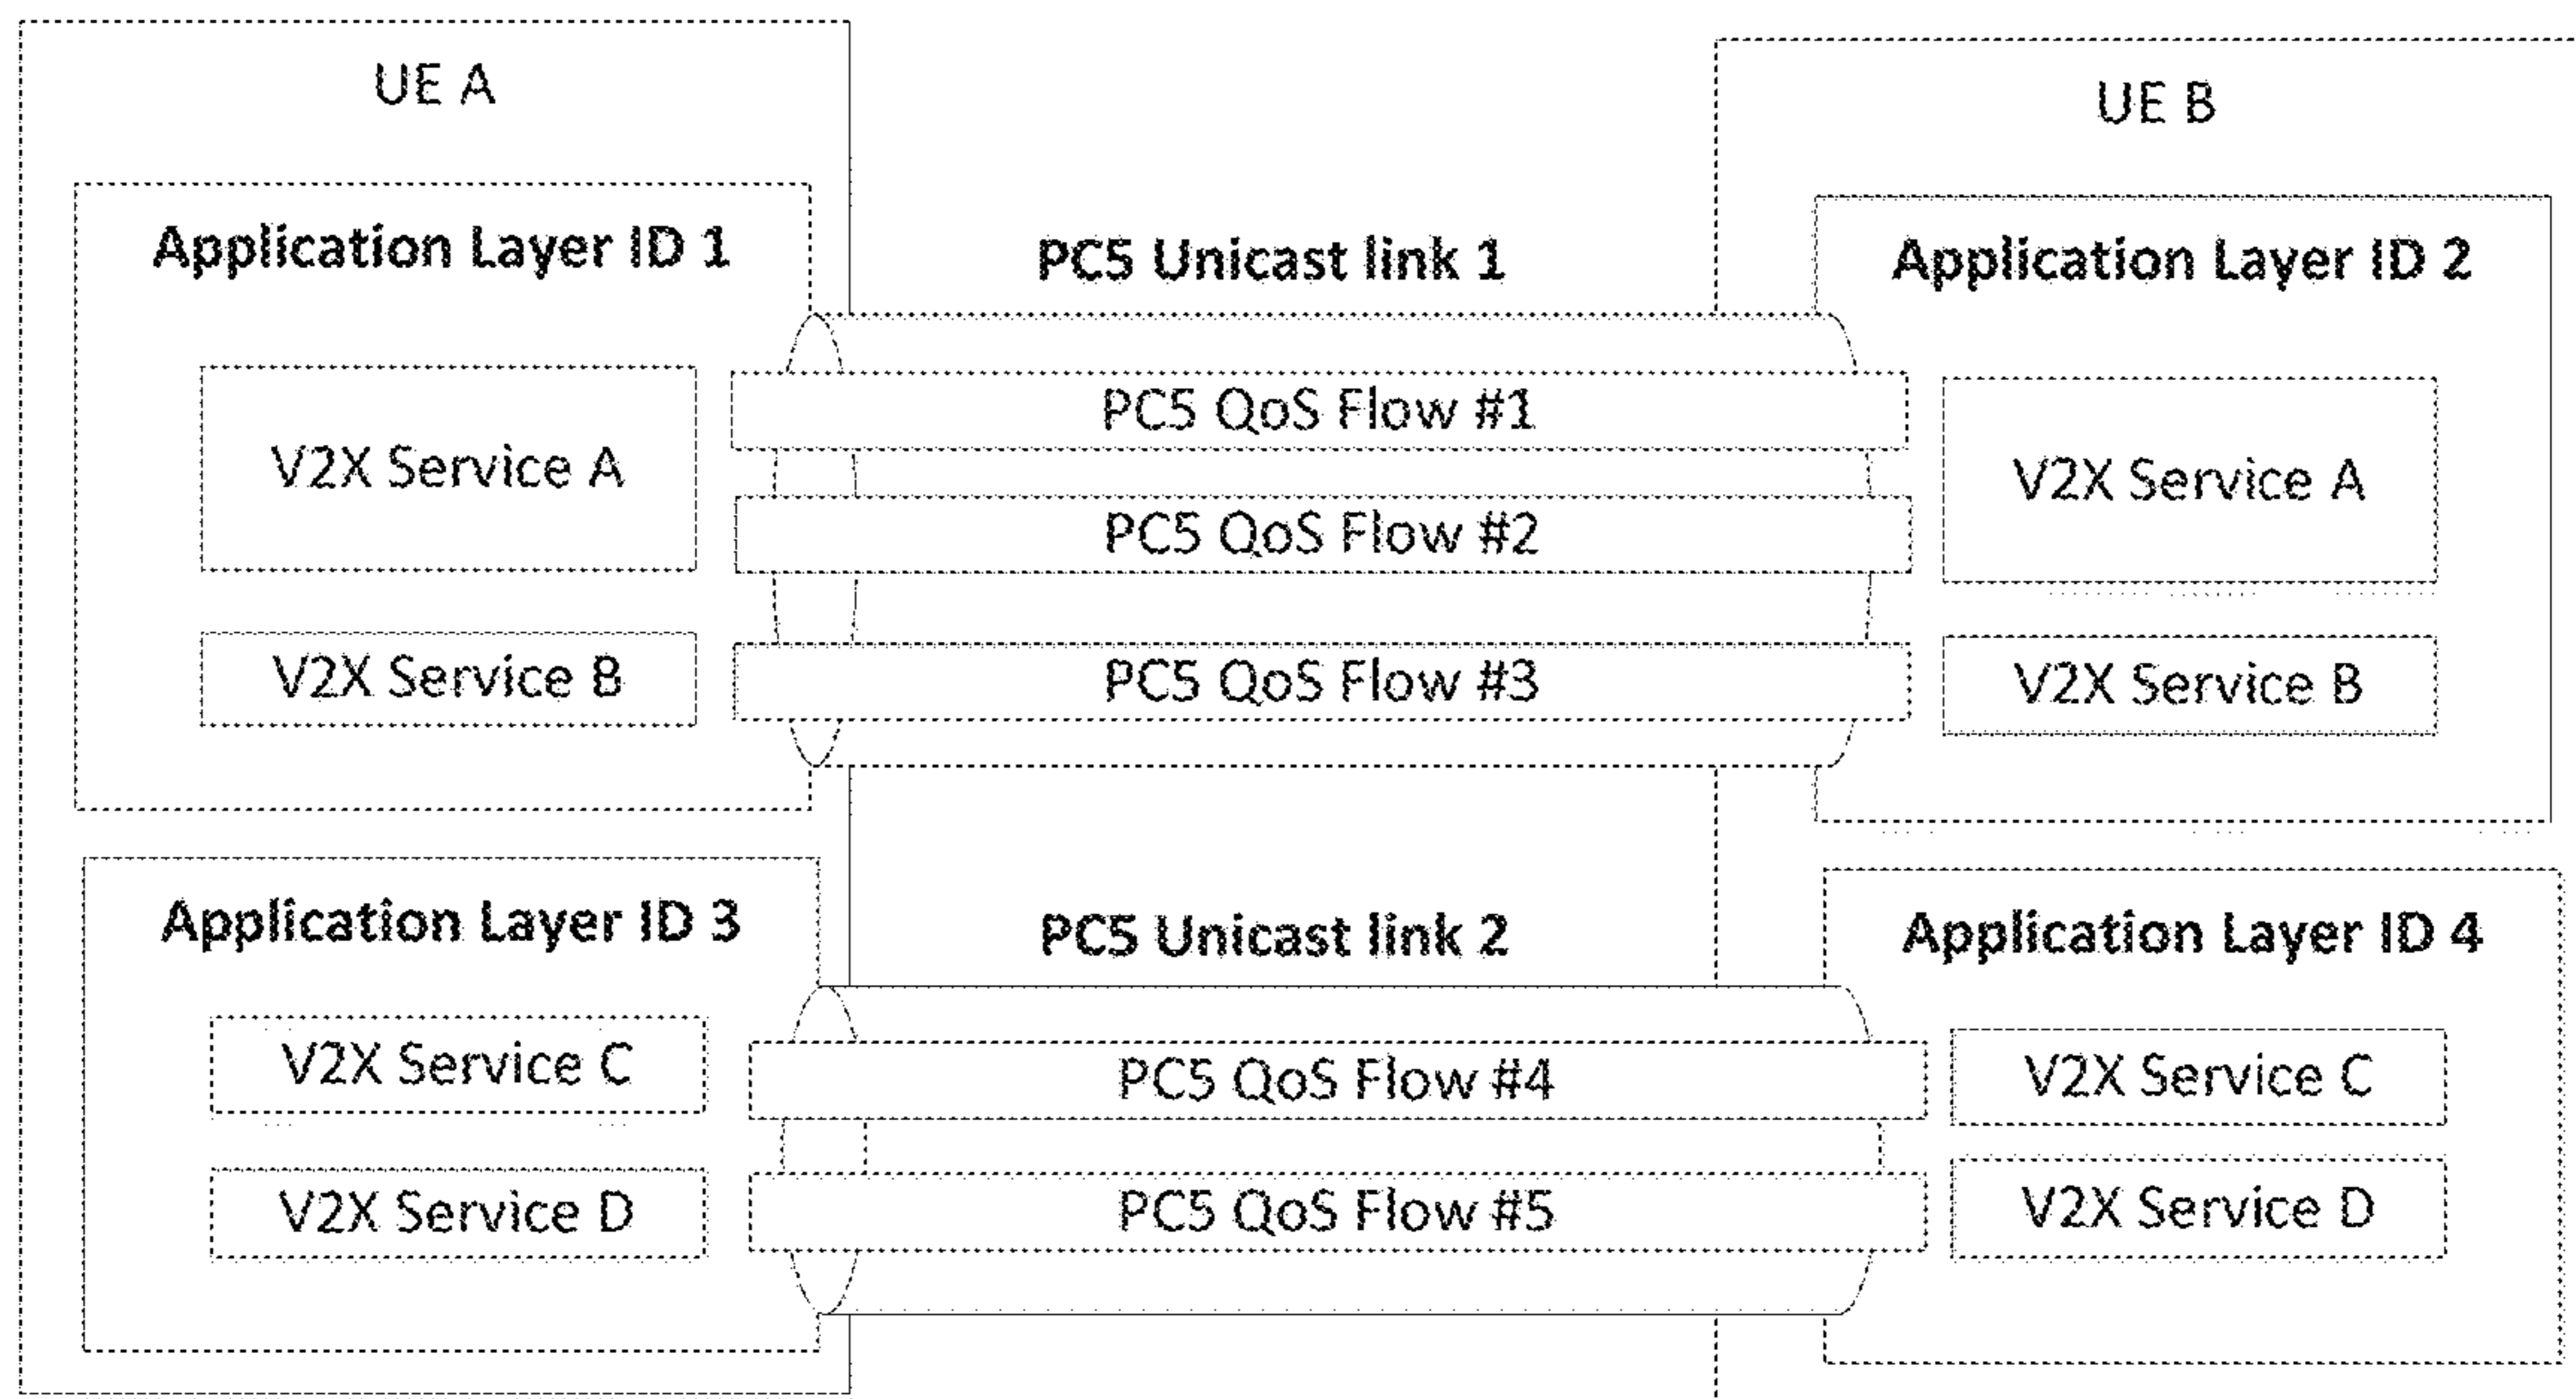 UE A
UE B
Application Layer ID 1
PC5 Unicast link 1
Application Layer ID 2
V2X Service A
PC5 QoS Flow #1
PC5 QoS Flow #2
V2X Service A
V2X Service B
PC5 QoS Flow #3
V2X Service B
Application Layer ID 3
PC5 Unicast link 2
Application Layer ID 4
V2X Service C
PC5 QoS Flow #4
V2X Service C
V2X Service D
PC5 QoS Flow #5
V2X Service D